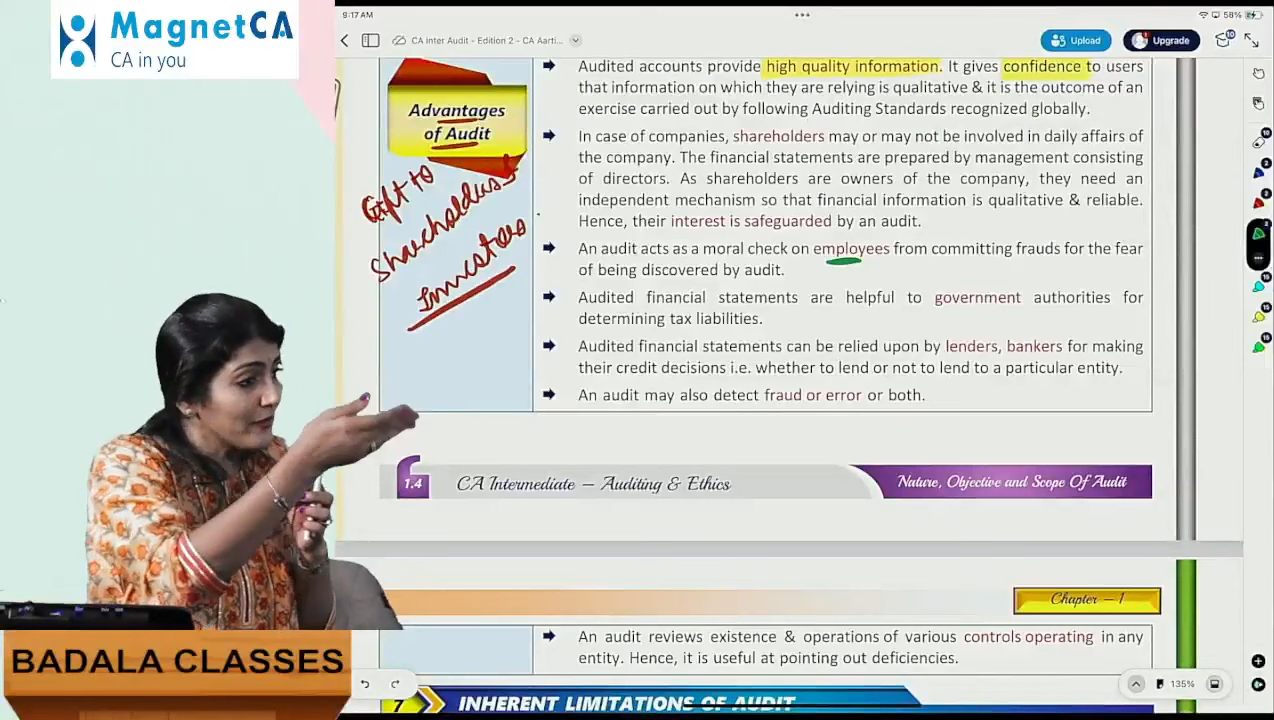 MagnetCA
CA in you
9:17 AM
58%
CA inter Audit - Edition 2 - CA Aarti...
Upload
Upgrade
Advantages
of Audit
Gift to
Shareholders
Investors
Audited accounts provide high quality information. It gives confidence to users
that information on which they are relying is qualitative & it is the outcome of an
exercise carried out by following Auditing Standards recognized globally.
In case of companies, shareholders may or may not be involved in daily affairs of
the company. The financial statements are prepared by management consisting
of directors. As shareholders are owners of the company, they need an
independent mechanism so that financial information is qualitative & reliable.
Hence, their interest is safeguarded by an audit.
An audit acts as a moral check on employees from committing frauds for the fear
of being discovered by audit.
Audited financial statements are helpful to government authorities for
determining tax liabilities.
Audited financial statements can be relied upon by lenders, bankers for making
their credit decisions i.e. whether to lend or not to lend to a particular entity.
An audit may also detect fraud or error or both.
1.4 CA Intermediate – Auditing & Ethics
Nature, Objective and Scope Of Audit
Chapter – 1
An audit reviews existence & operations of various controls operating in any
entity. Hence, it is useful at pointing out deficiencies.
7 INHERENT LIMITATIONS OF AUDIT
135%
BADALA CLASSES